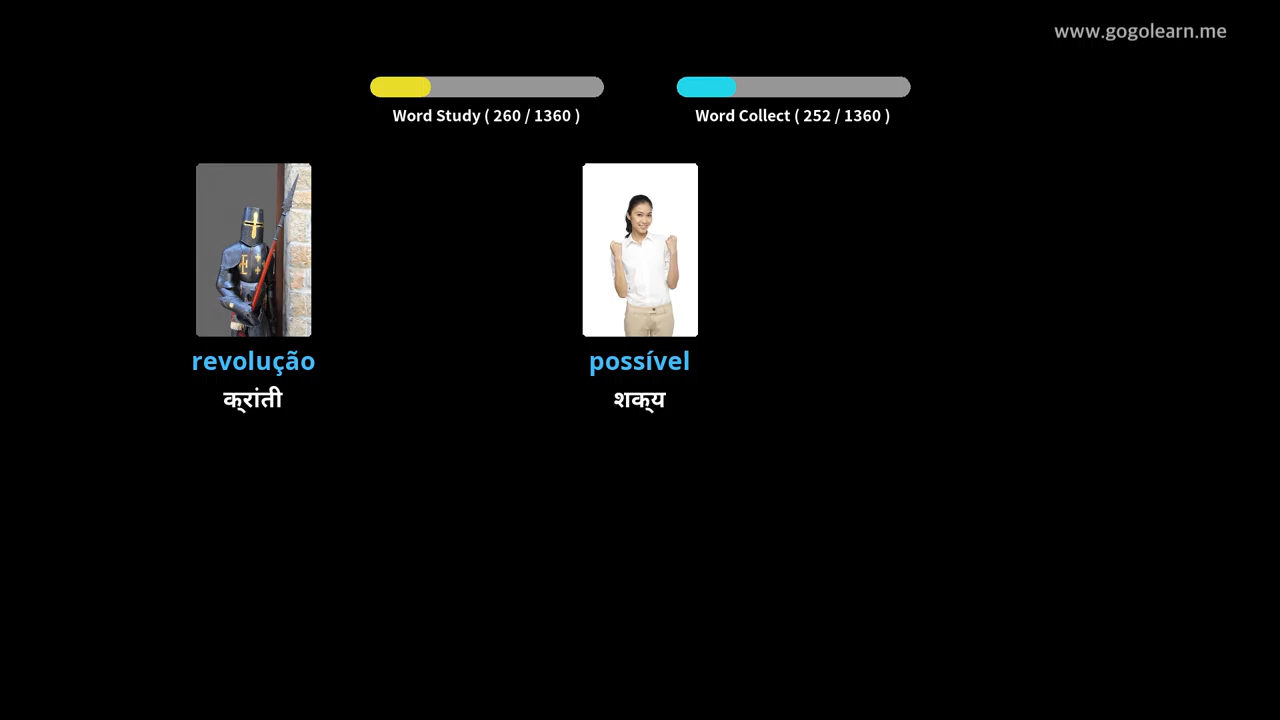 www.gogolearn.me
Word Study ( 260 / 1360 )
Word Collect ( 252 / 1360 )
revolução
possível
क्रांती
शक्य